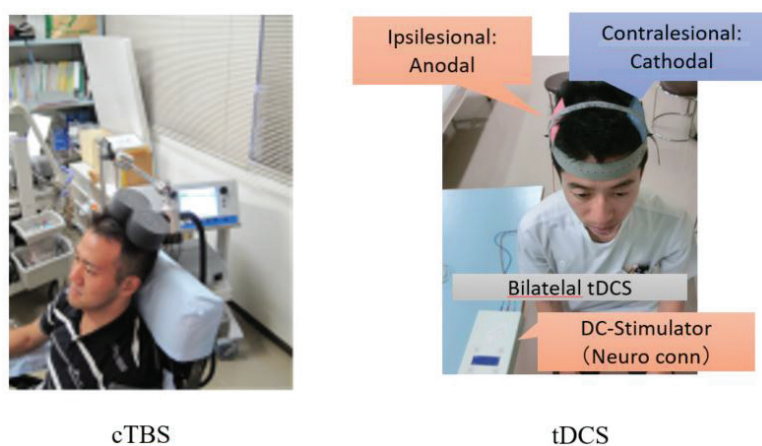 Ipsilesional:
Anodal
Contralesional:
Cathodal
Bilatelal tDCS
DC-Stimulator
(Neuro conn)
cTBS
tDCS